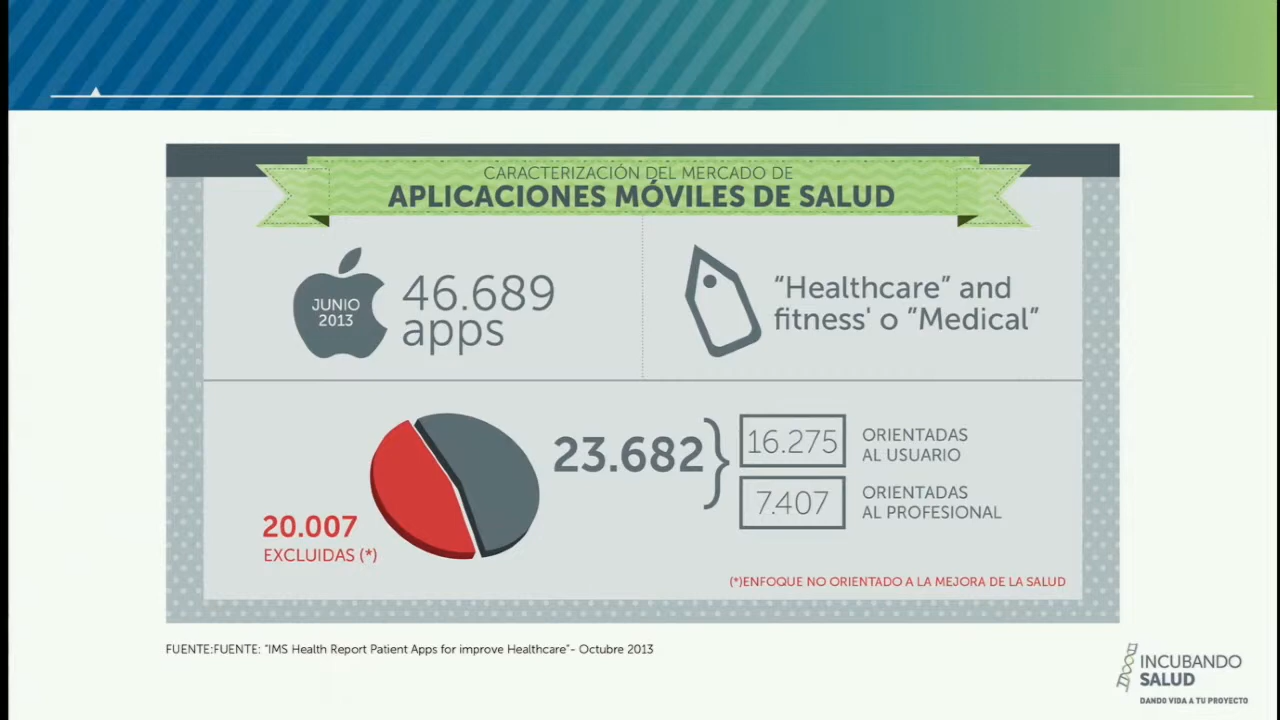 CARACTERIZACIÓN DEL MERCADO DE
APLICACIONES MÓVILES DE SALUD
JUNIO
2013
46.689
apps
"Healthcare" and
fitness' o "Medical"
20.007
EXCLUIDAS (*)
23.682
16.275
ORIENTADAS
AL USUARIO
7.407
ORIENTADAS
AL PROFESIONAL
(*)ENFOQUE NO ORIENTADO A LA MEJORA DE LA SALUD
FUENTE:FUENTE: "IMS Health Report Patient Apps for improve Healthcare"- Octubre 2013
INCUBANDO
SALUD
DANDO VIDA A TU PROYECTO